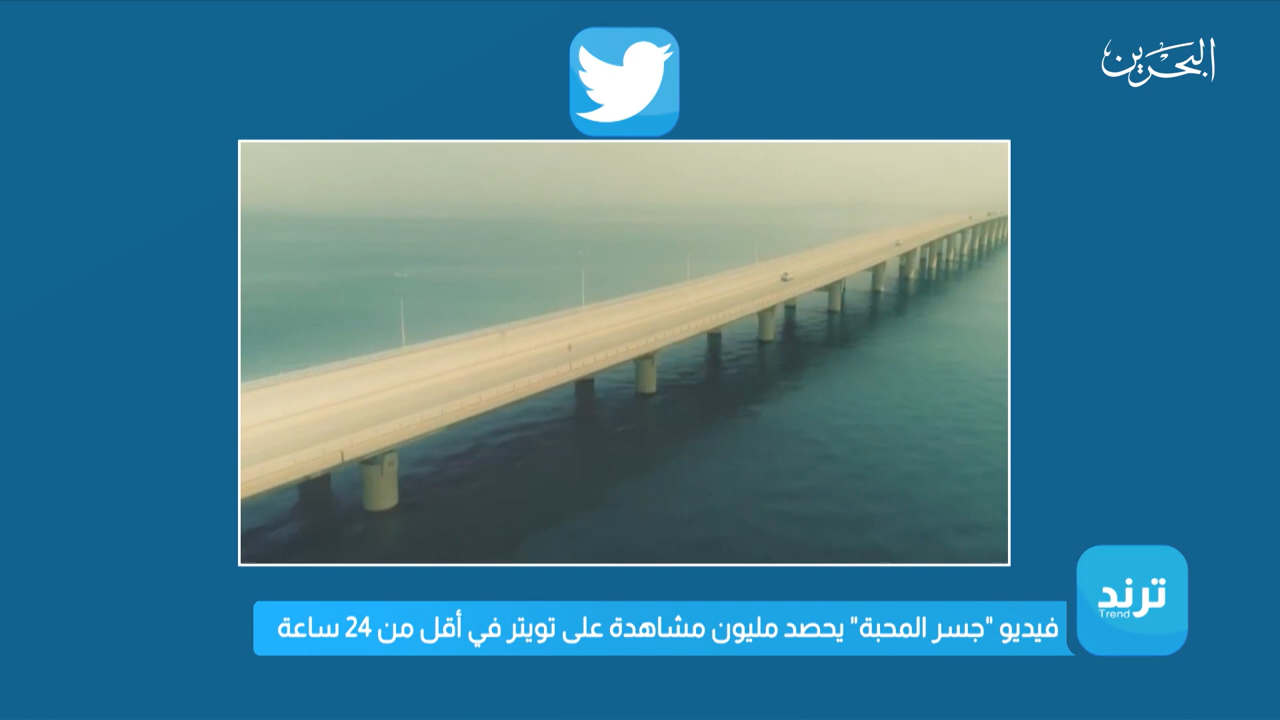 البحرين
ترند
Trend
فيديو "جسر المحبة" يحصد مليون مشاهدة على تويتر في أقل من 24 ساعة